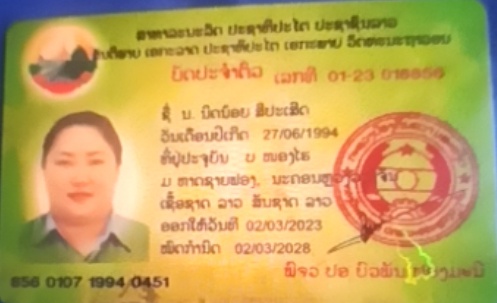 ສາທາລະນະລັດ ປະຊາທິປະໄຕ ປະຊາຊົນລາວ
ສັນຕິພາບ ເອກະລາດ ປະຊາທິປະໄຕ ເອກະພາບ ວັດທະນະຖາວອນ
ບັດປະຈຳຕົວ ເລກທີ 01-23
ຊື່ ນ. ນິດນ້ອຍ ສີປະເສີດ
ວັນເດືອນປີເກີດ 27/06/1994
ທີ່ຢູ່ປະຈຸບັນ ບ ໜອງໄຮ
ມ ຫາດຊາຍຟອງ, ນະຄອນຫຼວງວຽງຈັນ
ເຊື້ອຊາດ ລາວ ສັນຊາດ ລາວ
ອອກໃຫ້ວັນທີ 02/03/2023
ໝົດກຳນົດ 02/03/2028
856 0107 1994 0451